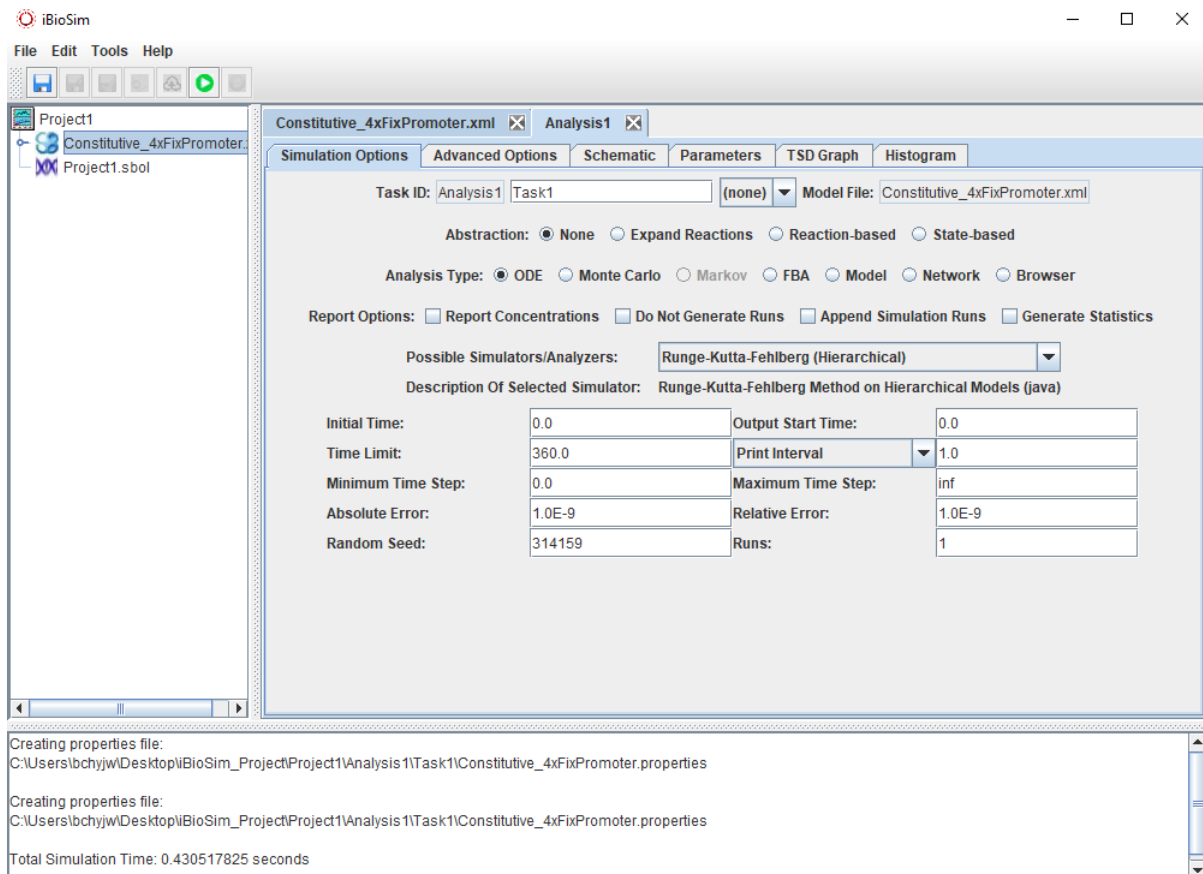 iBioSim
File Edit Tools Help
Project1
Constitutive_4xFixPromoter.
Project1.sbol
Constitutive_4xFixPromoter.xml Analysis1
Simulation Options Advanced Options Schematic Parameters TSD Graph Histogram
Task ID: Analysis1 Task1 (none) Model File: Constitutive_4xFixPromoter.xml
Abstraction: None Expand Reactions Reaction-based State-based
Analysis Type: ODE Monte Carlo Markov FBA Model Network Browser
Report Options: Report Concentrations Do Not Generate Runs Append Simulation Runs Generate Statistics
Possible Simulators/Analyzers: Runge-Kutta-Fehlberg (Hierarchical)
Description Of Selected Simulator: Runge-Kutta-Fehlberg Method on Hierarchical Models (java)
Initial Time: 0.0 Output Start Time: 0.0
Time Limit: 360.0 Print Interval 1.0
Minimum Time Step: 0.0 Maximum Time Step: inf
Absolute Error: 1.0E-9 Relative Error: 1.0E-9
Random Seed: 314159 Runs: 1
Creating properties file:
C:\Users\bchyjw\Desktop\iBioSim_Project\Project1\Analysis1\Task1\Constitutive_4xFixPromoter.properties
Creating properties file:
C:\Users\bchyjw\Desktop\iBioSim_Project\Project1\Analysis1\Task1\Constitutive_4xFixPromoter.properties
Total Simulation Time: 0.430517825 seconds